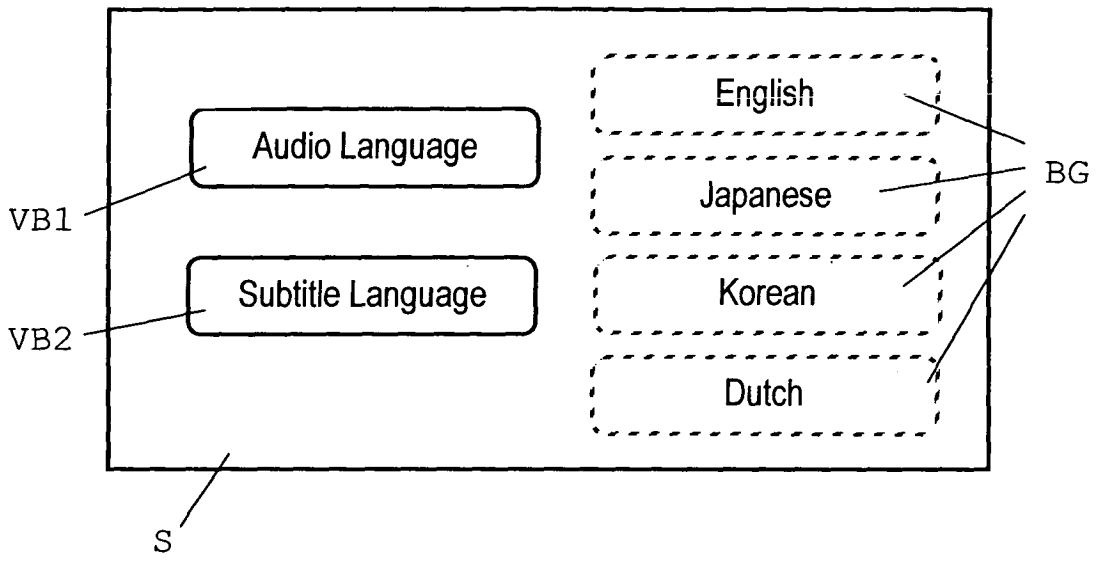 English
Audio Language
BG
Japanese
VB1
Subtitle Language
Korean
VB2
Dutch
S